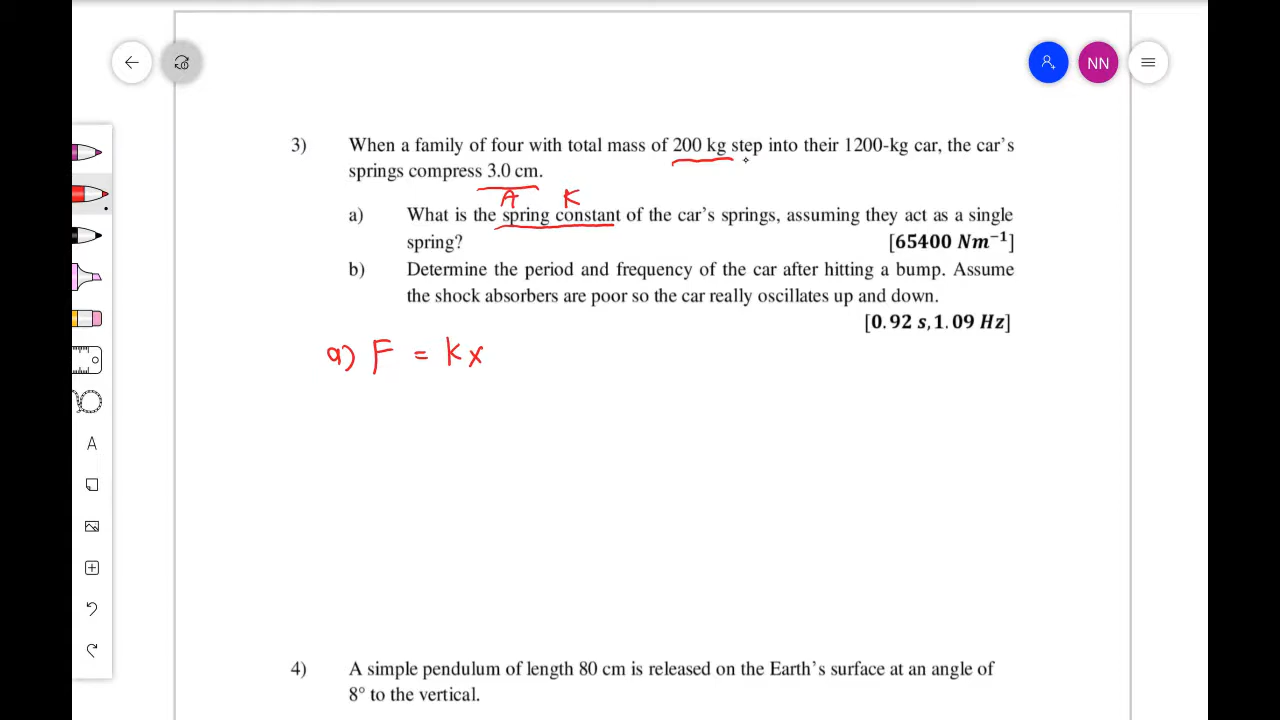 NN
3) When a family of four with total mass of 200 kg step into their 1200-kg car, the car's
springs compress 3.0 cm.
A K
a) What is the spring constant of the car's springs, assuming they act as a single
spring? [65400 Nm⁻¹]
b) Determine the period and frequency of the car after hitting a bump. Assume
the shock absorbers are poor so the car really oscillates up and down.
[0.92 s, 1.09 Hz]
a) F = kx
A
4) A simple pendulum of length 80 cm is released on the Earth's surface at an angle of
8° to the vertical.